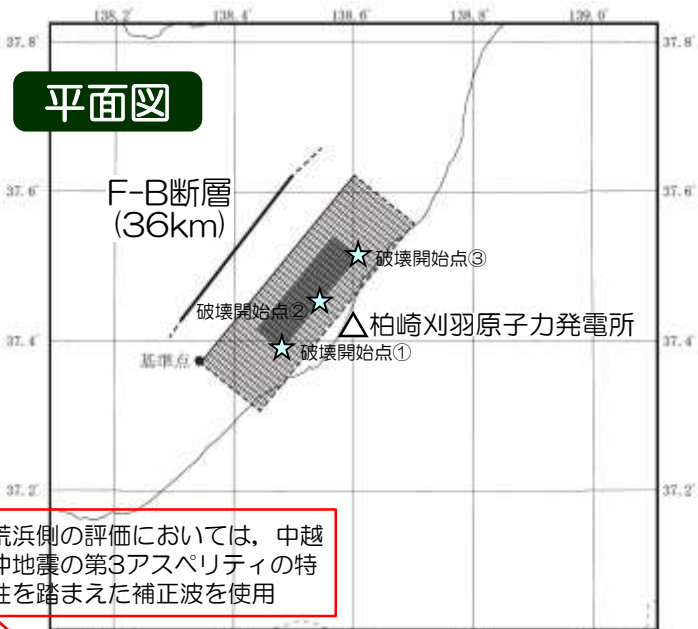 138.2° 138.4° 138.6° 138.8° 139.0°
37.8° 37.8°
平面図
37.6° 37.6°
F-B断層
(36km)
破壊開始点③
破壊開始点②
柏崎刈羽原子力発電所
37.4° 37.4°
基準点
破壊開始点①
37.2° 37.2°
荒浜側の評価においては，中越
沖地震の第3アスペリティの特
性を踏まえた補正波を使用